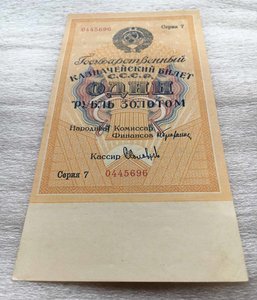 0445696 Серия 7
Государственный
КАЗНАЧЕЙСКИЙ БИЛЕТ
С.С.С.Р.
ОДИН
РУБЛЬ ЗОЛОТОМ
Народный Комиссар
Финансов
Кассир
Серия 7 0445696